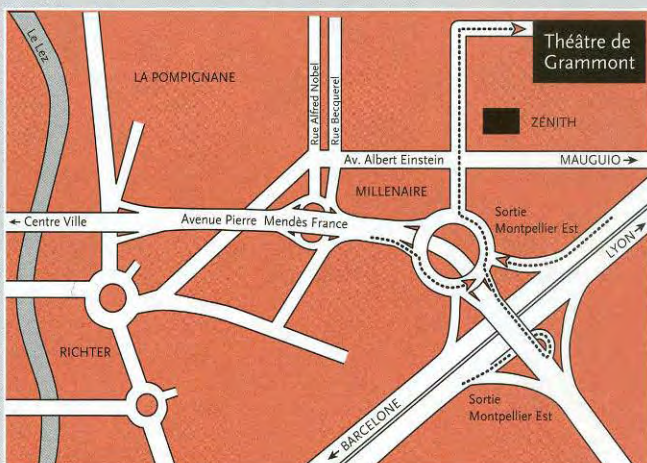 Le Lez
LA POMPIGNANE
Rue Alfred Nobel
Rue Becquerel
Théâtre de
Grammont
ZÉNITH
Av. Albert Einstein
MAUGUIO →
MILLENAIRE
← Centre Ville
Avenue Pierre Mendès France
Sortie
Montpellier Est
LYON →
RICHTER
← BARCELONE
Sortie
Montpellier Est